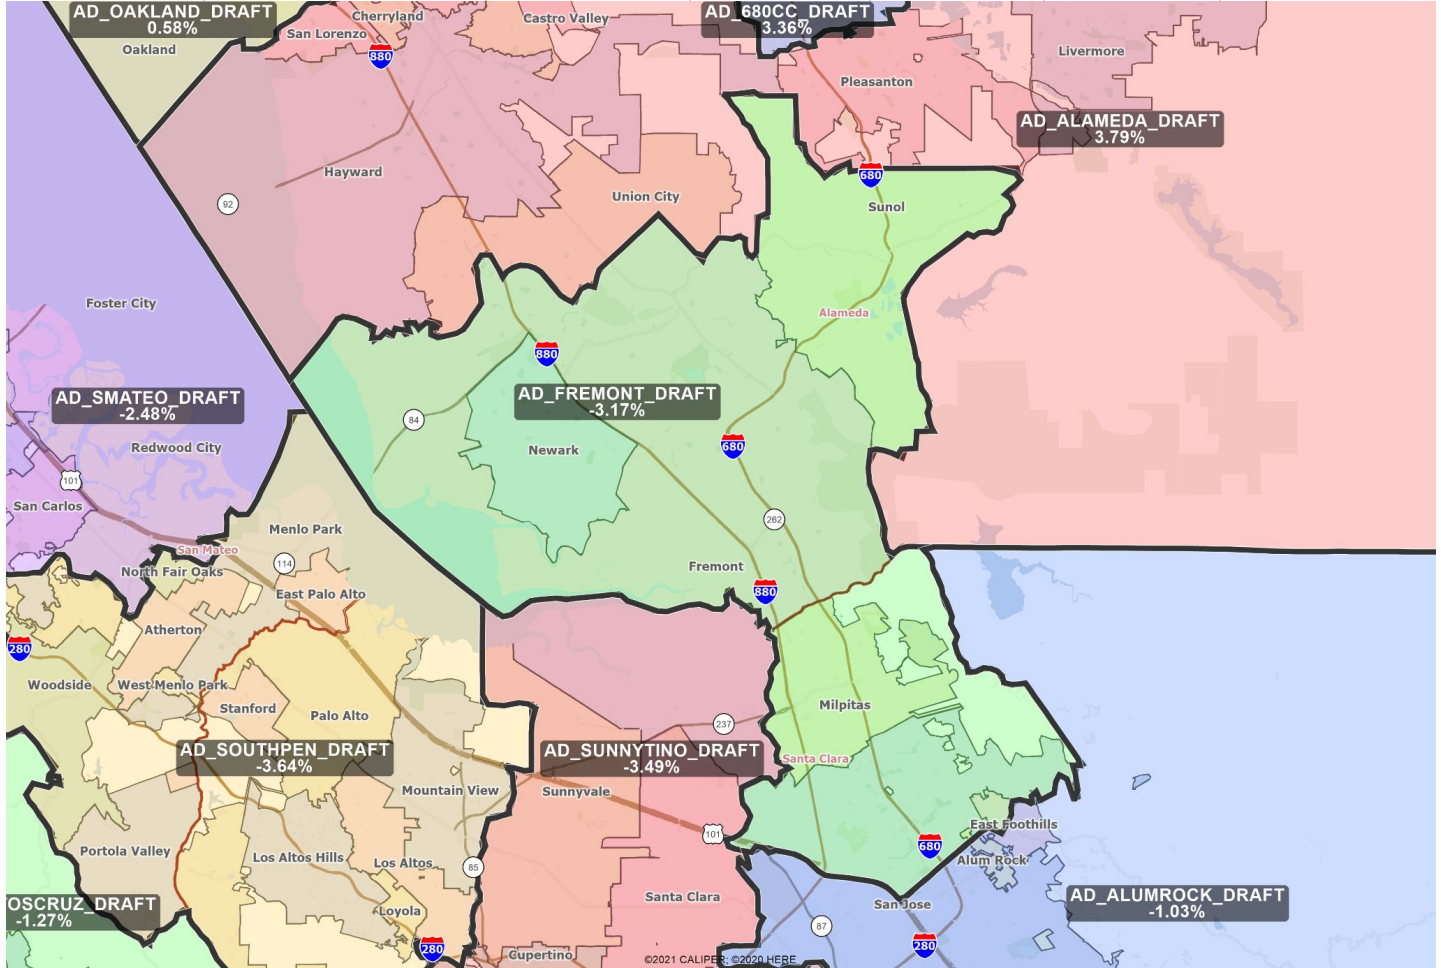 AD_OAKLAND_DRAFT
0.58%
Oakland
Cherryland
San Lorenzo
Castro Valley
AD_680CC_DRAFT
3.36%
880
Livermore
Pleasanton
AD_ALAMEDA_DRAFT
3.79%
Hayward
680
Union City
92
Sunol
Foster City
Alameda
880
AD_SMATEO_DRAFT
-2.48%
AD_FREMONT_DRAFT
-3.17%
84
Redwood City
Newark
680
101
San Carlos
262
Menlo Park
San Mateo
114
North Fair Oaks
Fremont
East Palo Alto
880
Atherton
280
Woodside
West Menlo Park
Stanford
Palo Alto
Milpitas
237
AD_SOUTHPEN_DRAFT
-3.64%
AD_SUNNYTINO_DRAFT
-3.49%
Santa Clara
Mountain View
Sunnyvale
101
East Foothills
680
Portola Valley
Los Altos Hills
Los Altos
85
Alum Rock
OSCRUZ_DRAFT
-1.27%
Loyola
Santa Clara
San Jose
AD_ALUMROCK_DRAFT
-1.03%
87
280
280
Cupertino
©2021 CALIPER; ©2020 HERE